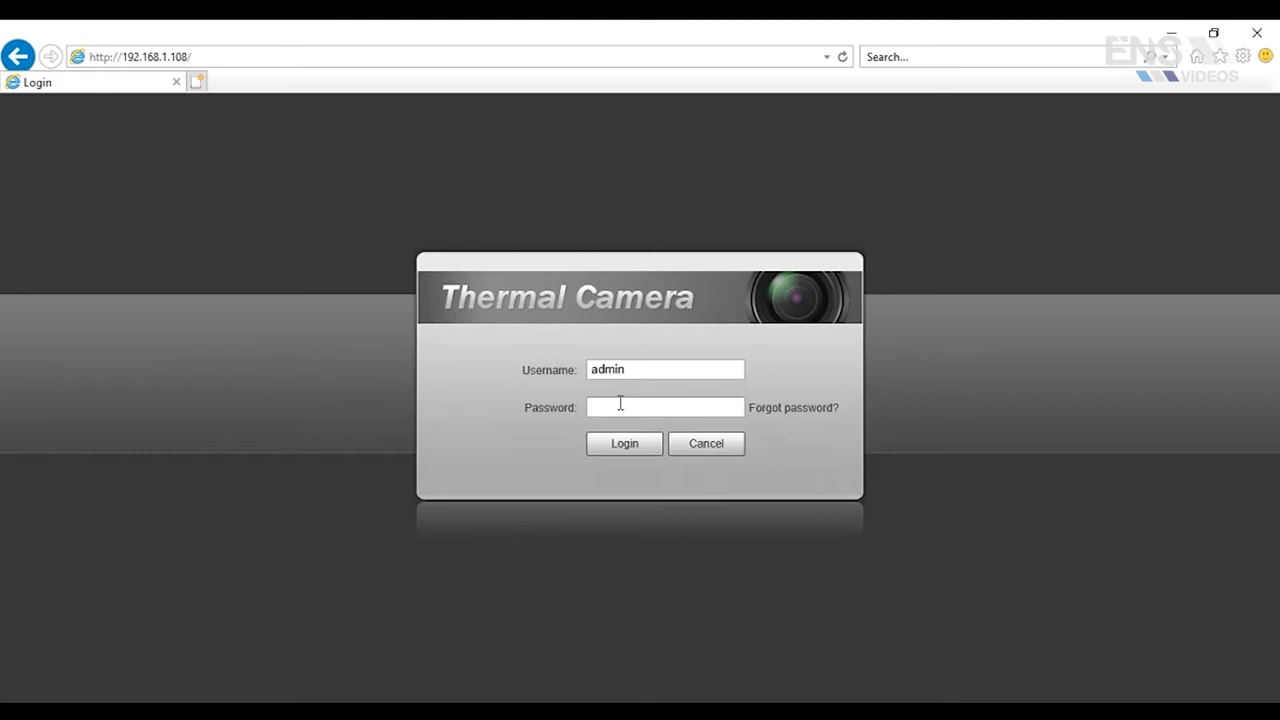 http://192.168.1.108/
Search...
ENS
VIDEOS
Login
Thermal Camera
Username: admin
Password:
Forgot password?
Login
Cancel